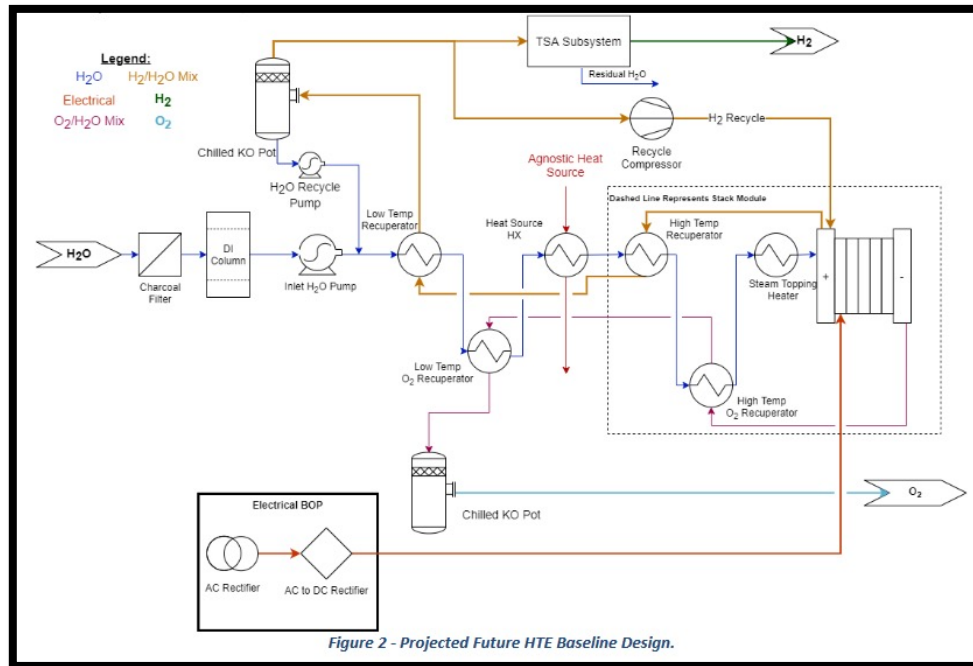 Legend:
H2O H2/H2O Mix
Electrical H2
O2/H2O Mix O2
TSA Subsystem
H2
Residual H2O
Chilled KO Pot
H2O Recycle
Pump
Recycle
Compressor
H2 Recycle
Agnostic Heat
Source
Dashed Line Represents Stack Module
Low Temp
Recuperator
Heat Source
HX
High Temp
Recuperator
H2O
Charcoal
Filter
DI
Column
Inlet H2O Pump
Steam Topping
Heater
+
-
Low Temp
O2 Recuperator
High Temp
O2 Recuperator
Chilled KO Pot
O2
Electrical BOP
AC Rectifier
AC to DC Rectifier
Figure 2 - Projected Future HTE Baseline Design.